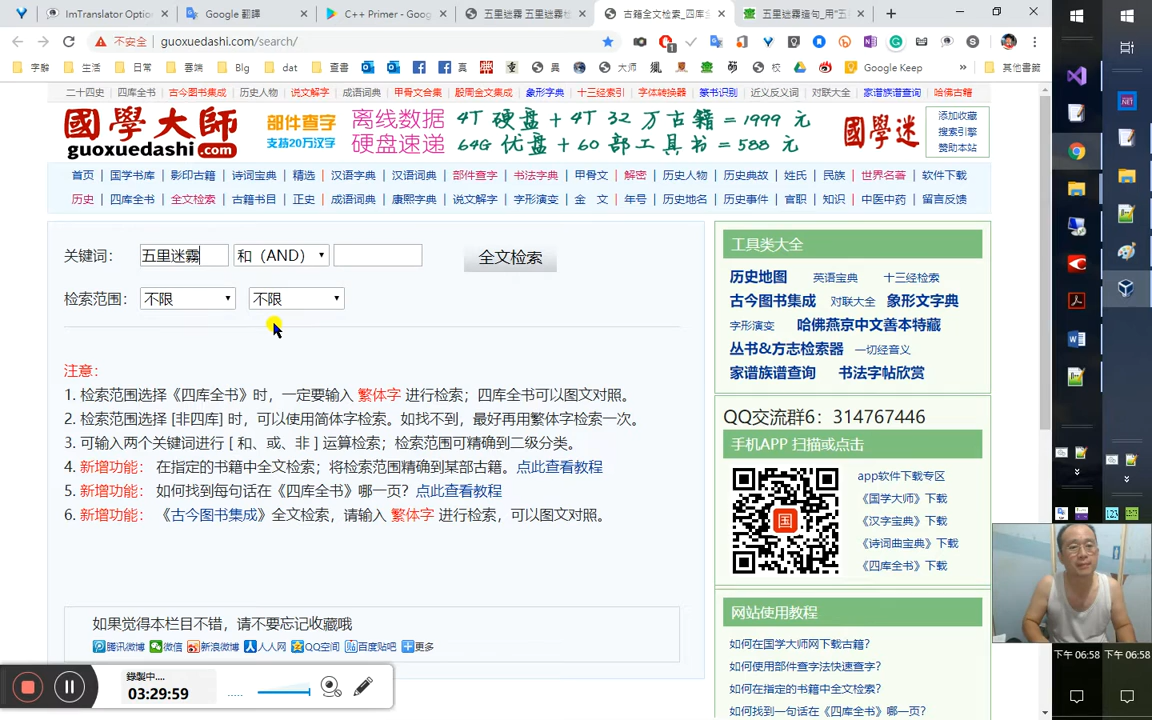 ImTranslator Optio
Google 翻譯
C++ Primer - Goog
五里迷霧 五里迷霧
古籍全文检索_四库全
五里迷霧造句_用"五
不安全 guoxuedashi.com/search/
字辭
生活
日常
雲端
Blg
dat
查書
真
異
大师
权
Google Keep
其他書籤
二十四史 四库全书 古今图书集成 历史人物 说文解字 成语词典 甲骨文合集 殷周金文集成 象形字典 十三经索引 字体转换器 篆书识别 近义反义词 对联大全 家谱族谱查询 哈佛古籍
國學大師
guoxuedashi.com
部件查字
支持20万汉字
离线数据
硬盘速递
4T 硬盘+4T 32 万古籍=1999 元
64G 优盘+60 部工具书=588 元
國學迷
添加收藏
搜索引擎
赞助本站
首页 | 国学书库 | 影印古籍 | 诗词宝典 | 精选 | 汉语字典 | 汉语词典 | 部件查字 | 书法字典 | 甲骨文 | 解密 | 历史人物 | 历史典故 | 姓氏 | 民族 | 世界名著 | 软件下载
历史 | 四库全书 | 全文检索 | 古籍书目 | 正史 | 成语词典 | 康熙字典 | 说文解字 | 字形演变 | 金 文 | 年号 | 历史地名 | 历史事件 | 官职 | 知识 | 中医中药 | 留言反馈
关键词： 五里迷霧 和（AND） 全文检索
检索范围： 不限 不限
注意：
1. 检索范围选择《四库全书》时，一定要输入 繁体字 进行检索；四库全书可以图文对照。
2. 检索范围选择 [非四库] 时，可以使用简体字检索。如找不到，最好再用繁体字检索一次。
3. 可输入两个关键词进行 [ 和、或、非 ] 运算检索；检索范围可精确到二级分类。
4. 新增功能： 在指定的书籍中全文检索；将检索范围精确到某部古籍。点此查看教程
5. 新增功能： 如何找到每句话在《四库全书》哪一页？点此查看教程
6. 新增功能： 《古今图书集成》全文检索，请输入 繁体字 进行检索，可以图文对照。
如果觉得本栏目不错，请不要忘记收藏哦
腾讯微博 微信 新浪微博 人人网 QQ空间 百度贴吧 更多
工具类大全
历史地图 英语宝典 十三经检索
古今图书集成 对联大全 象形文字典
字形演变 哈佛燕京中文善本特藏
丛书&方志检索器 一切经音义
家谱族谱查询 书法字帖欣赏
QQ交流群6：314767446
手机APP 扫描或点击
国
app软件下载专区
《国学大师》下载
《汉字宝典》下载
《诗词曲宝典》下载
《四库全书》下载
网站使用教程
如何在国学大师网下载古籍？
如何使用部件查字法快速查字？
如何在指定的书籍中全文检索？
如何找到一句话在《四库全书》哪一页？
錄製中....
03:29:59
下午 06:58
下午 06:58